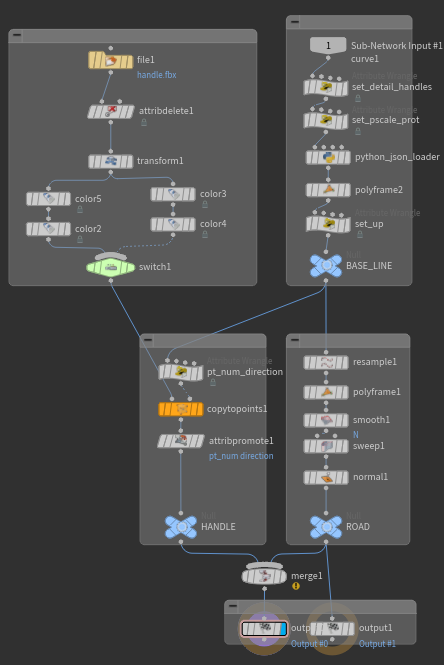 1
Sub-Network Input #1
curve1
file1
handle.fbx
Attribute Wrangle
set_detail_handles
attribdelete1
Attribute Wrangle
set_pscale_prot
transform1
python_json_loader
color5
color3
polyframe2
color2
color4
Attribute Wrangle
set_up
switch1
Null
BASE_LINE
Attribute Wrangle
pt_num_direction
resample1
copytopoints1
polyframe1
attribpromote1
pt_num direction
smooth1
N
sweep1
normal1
Null
HANDLE
Null
ROAD
merge1
output1
Output #0
Output #1